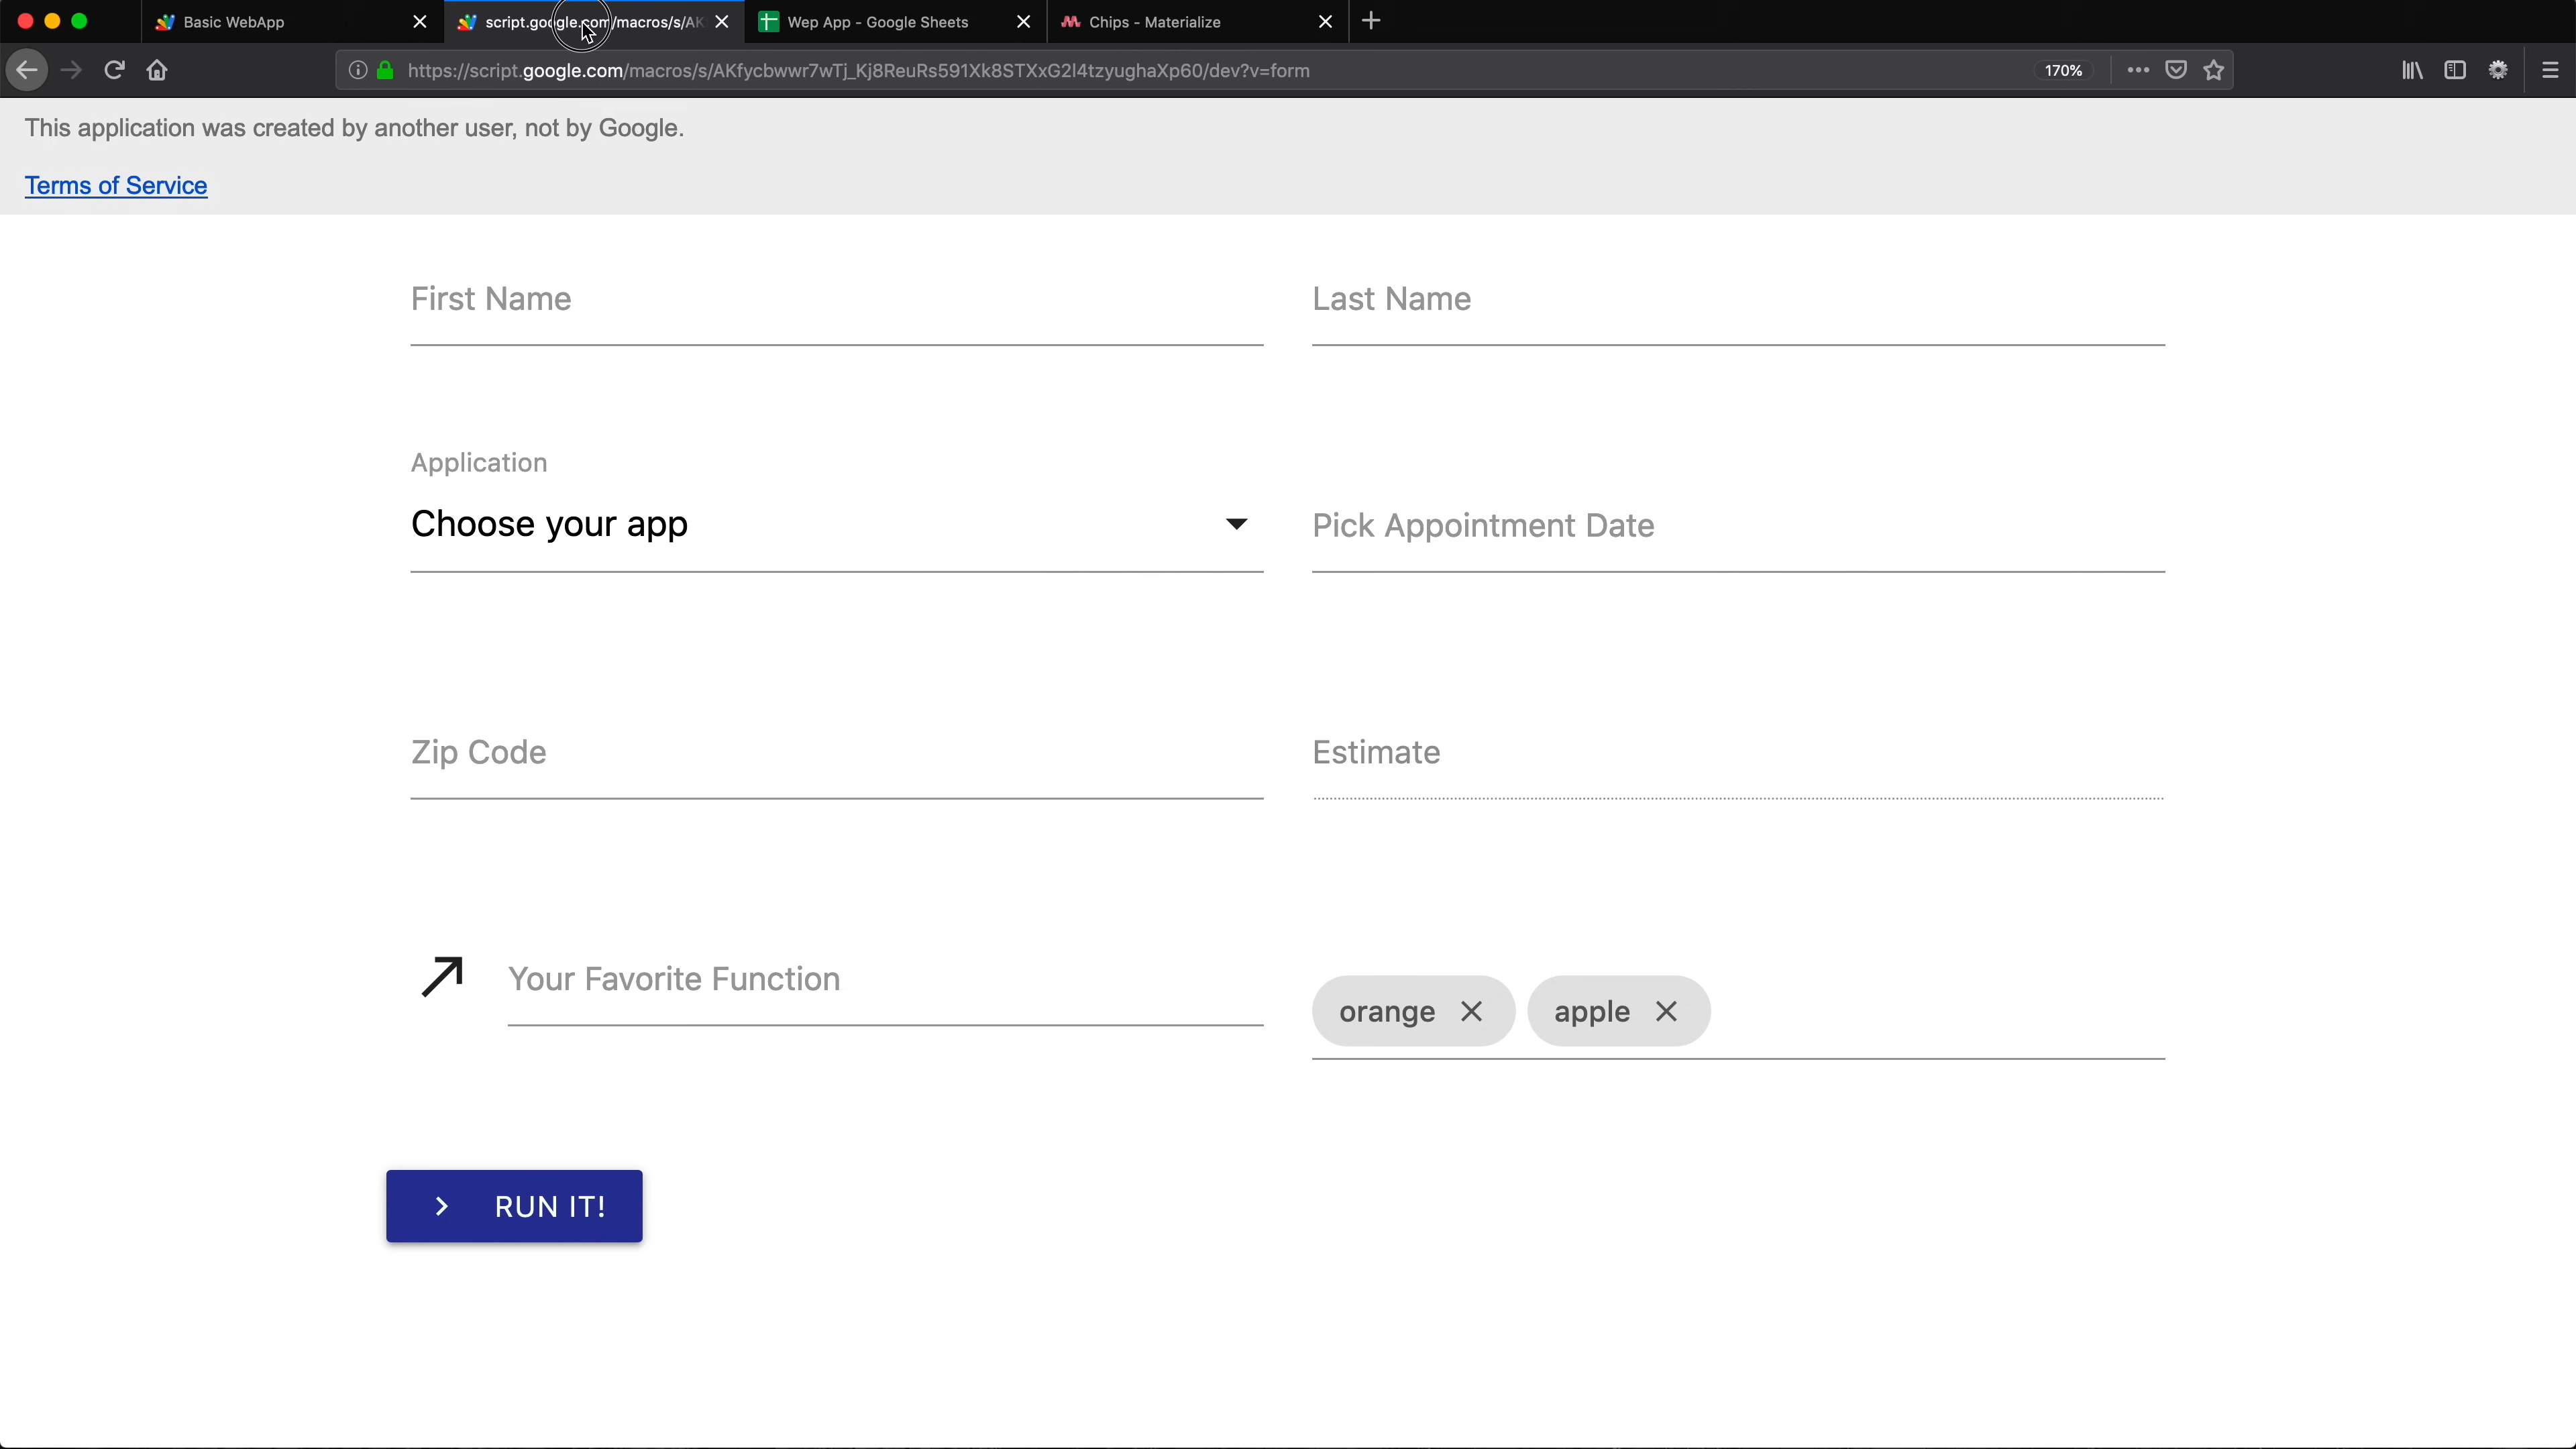 Basic WebApp
script.google.com/macros/s/AK
Wep App - Google Sheets
Chips - Materialize
https://script.google.com/macros/s/AKfycbwwr7wTj_Kj8ReuRs591Xk8STXxG2I4tzyughaXp60/dev?v=form
170%
This application was created by another user, not by Google.
Terms of Service
First Name
Last Name
Application
Choose your app
Pick Appointment Date
Zip Code
Estimate
Your Favorite Function
orange
apple
RUN IT!